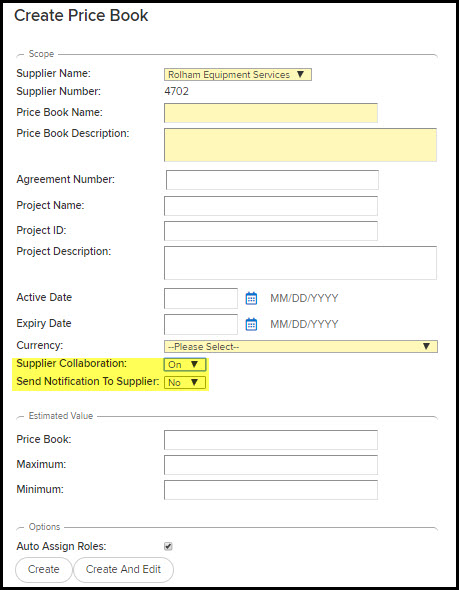 Create Price Book
Scope
Supplier Name: Rolham Equipment Services ▼
Supplier Number: 4702
Price Book Name:
Price Book Description:
Agreement Number:
Project Name:
Project ID:
Project Description:
Active Date MM/DD/YYYY
Expiry Date MM/DD/YYYY
Currency: --Please Select-- ▼
Supplier Collaboration: On ▼
Send Notification To Supplier: No ▼
Estimated Value
Price Book:
Maximum:
Minimum:
Options
Auto Assign Roles:
Create Create And Edit